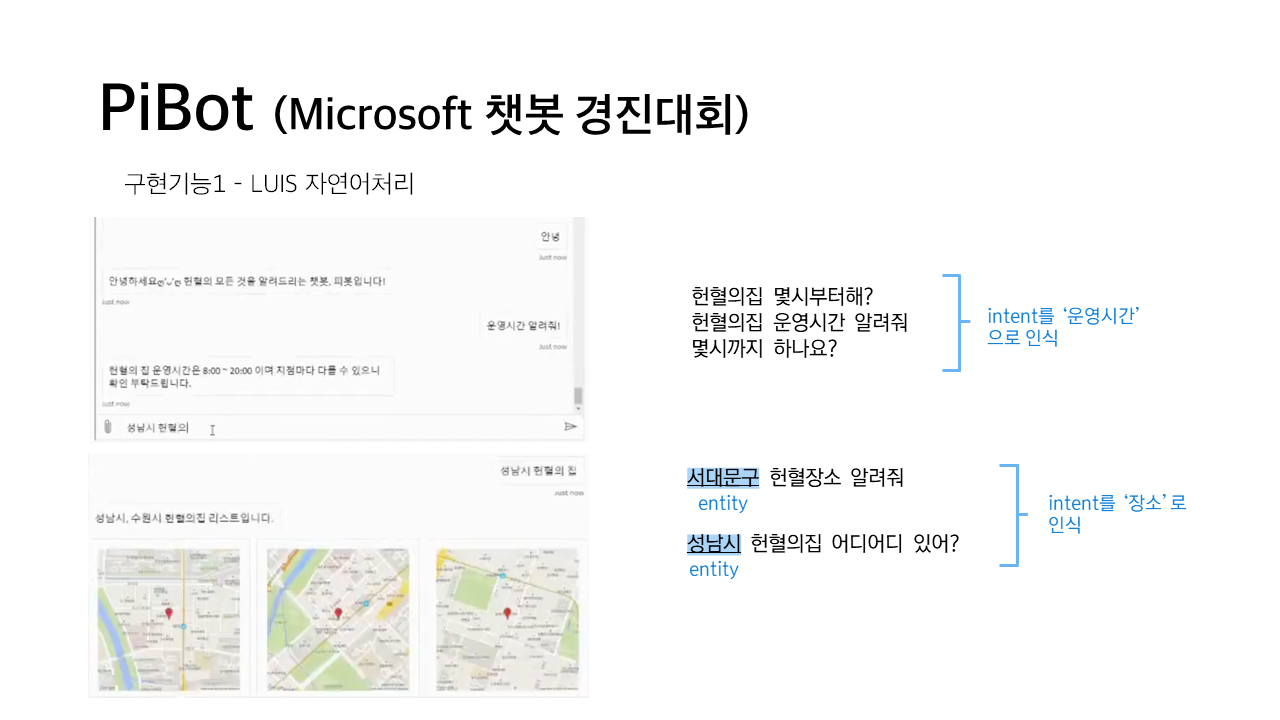 PiBot (Microsoft 챗봇 경진대회)
구현기능1 - LUIS 자연어처리
안녕
Just now
안녕하세요ღ'ᴗ'ღ 헌혈의 모든 것을 알려드리는 챗봇, 피봇입니다!
Just now
운영시간 알려줘!
Just now
헌혈의 집 운영시간은 8:00 ~ 20:00 이며 지점마다 다를 수 있으니
확인 부탁드립니다.
Just now
성남시 헌혈의
성남시 헌혈의 집
Just now
성남시, 수원시 헌혈의집 리스트입니다.
헌혈의집 몇시부터해?
헌혈의집 운영시간 알려줘
몇시까지 하나요?
intent를 ‘운영시간’
으로 인식
서대문구 헌혈장소 알려줘
entity
성남시 헌혈의집 어디어디 있어?
entity
intent를 ‘장소’로
인식